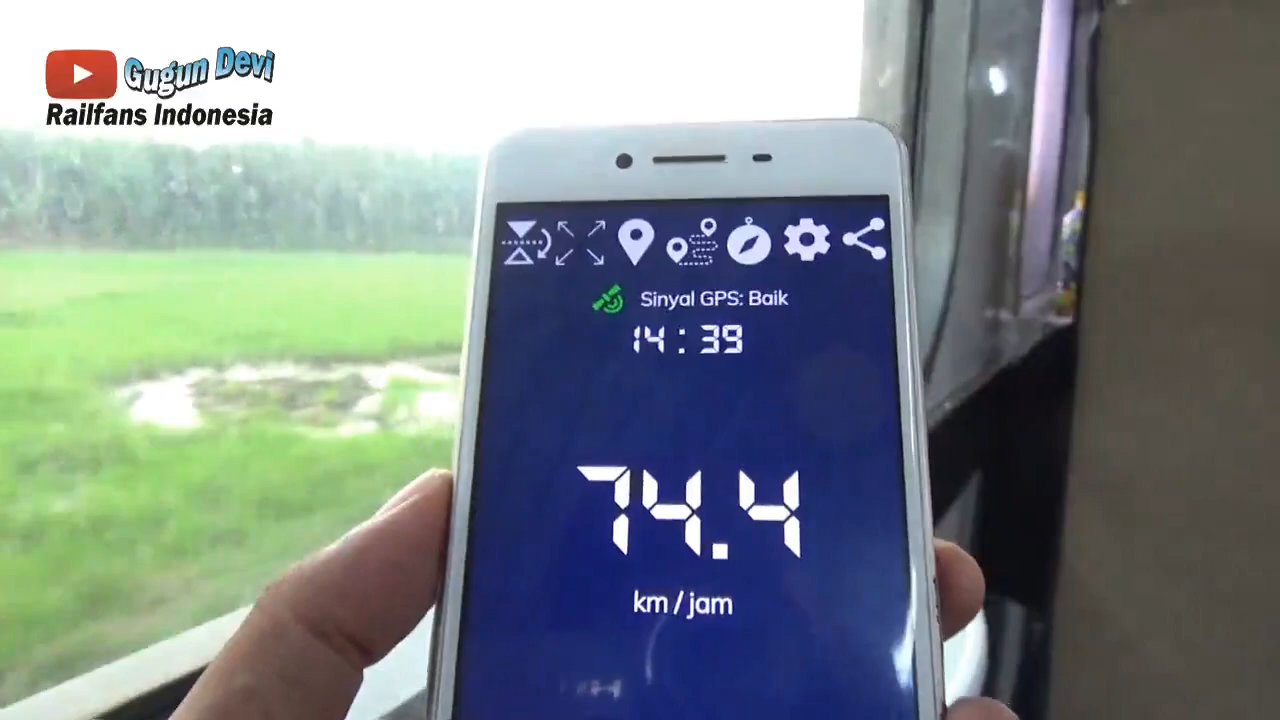 Gugun Devi
Railfans Indonesia
Sinyal GPS: Baik
14 : 39
74.4
km / jam